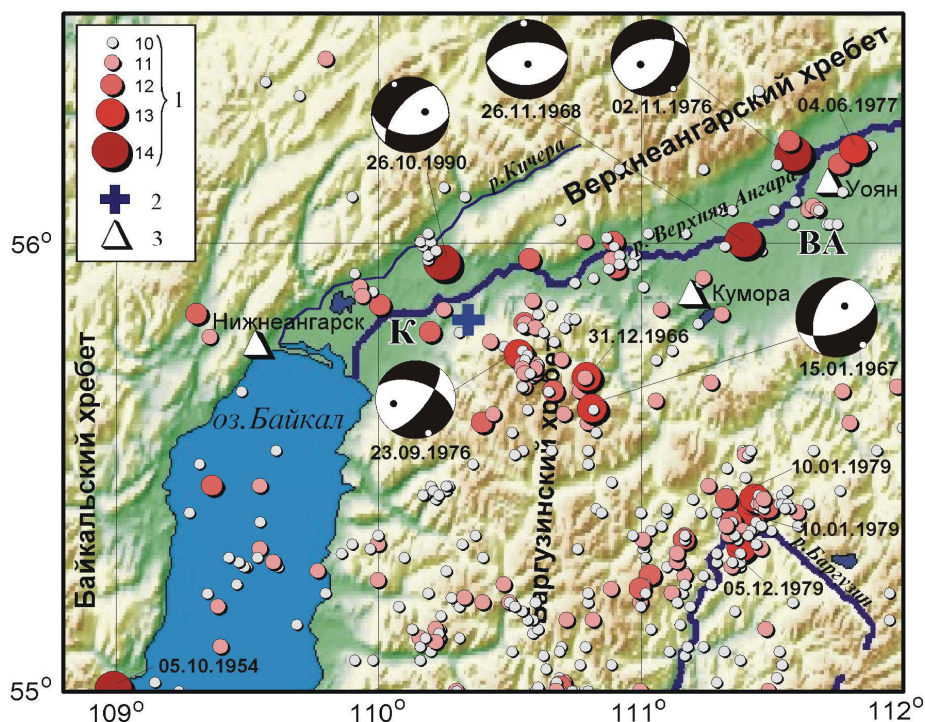 10
11
12
13
14
1
2
3
26.10.1990
26.11.1968
02.11.1976
04.06.1977
Верхнеангарский хребет
р.Кичера
р. Верхняя Ангара
Уоян
ВА
56°
Кумора
Нижнеангарск
К
31.12.1966
15.01.1967
23.09.1976
оз.Байкал
Байкальский хребет
Баргузинский хребет
10.01.1979
10.01.1979
р.Баргузин
05.12.1979
05.10.1954
55°
109°
110°
111°
112°